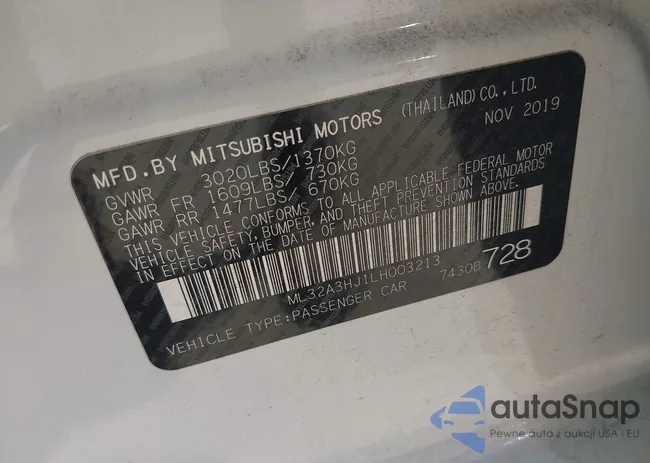 MFD.BY MITSUBISHI MOTORS (THAILAND) CO., LTD.
NOV 2019
GVWR 3020LBS/1370KG
GAWR FR 1609LBS/ 730KG
GAWR RR 1477LBS/ 670KG
THIS VEHICLE CONFORMS TO ALL APPLICABLE FEDERAL MOTOR
VEHICLE SAFETY, BUMPER, AND THEFT PREVENTION STANDARDS
IN EFFECT ON THE DATE OF MANUFACTURE SHOWN ABOVE.
ML32A3HJ1LH003213
7430B 728
VEHICLE TYPE:PASSENGER CAR
autaSnap
Pewne auta z aukcji USA i EU